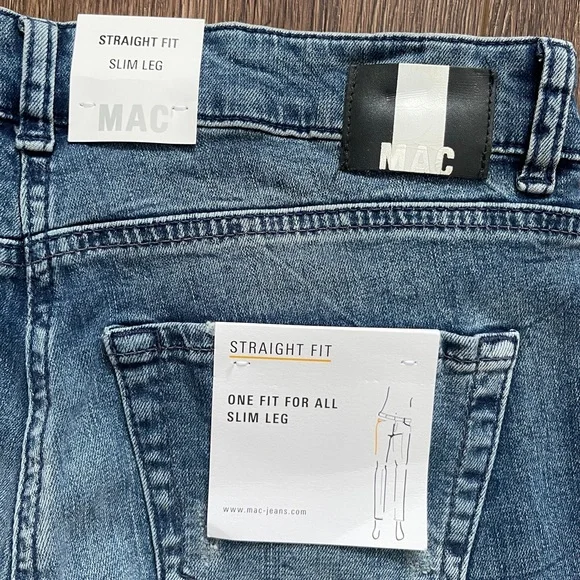 STRAIGHT FIT
SLIM LEG
MAC
MAC
STRAIGHT FIT
ONE FIT FOR ALL
SLIM LEG
www.mac-jeans.com